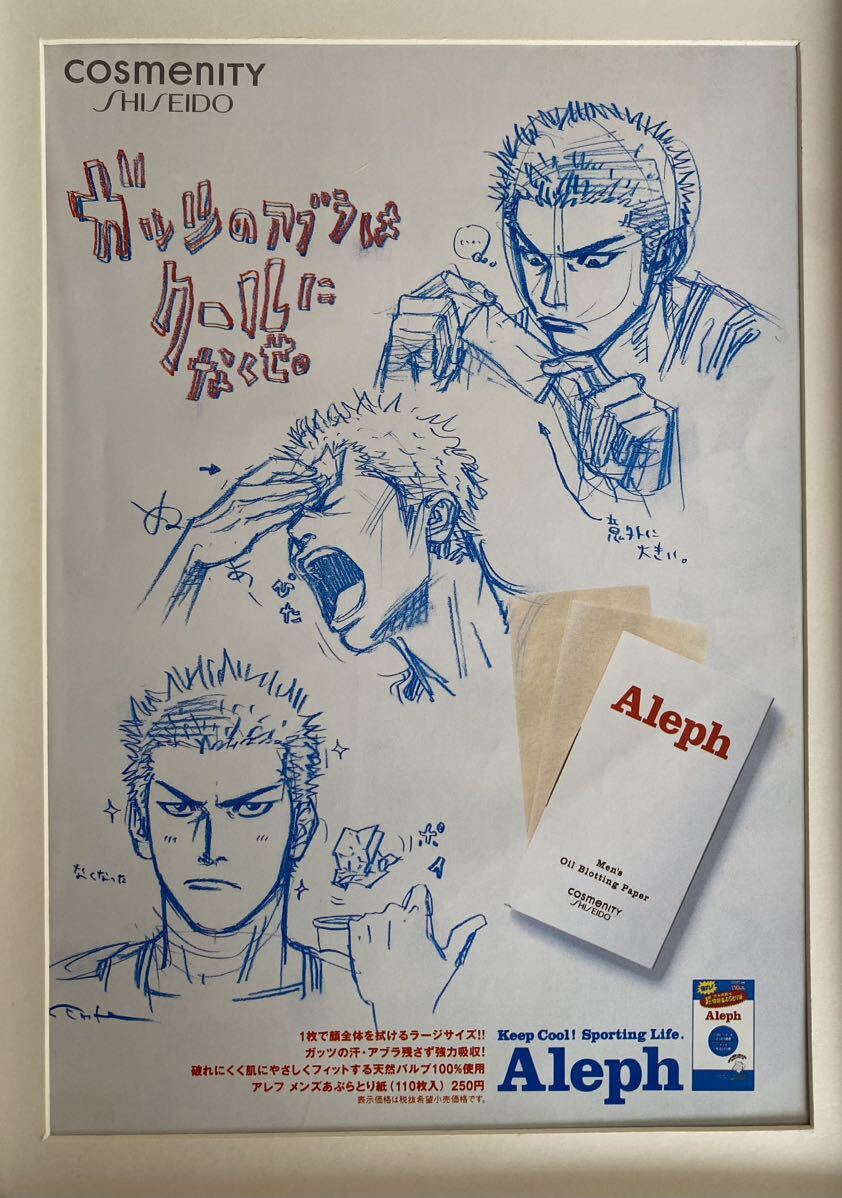 COSMENITY
SHISEIDO
ガッツのアブラは
クールに
なくせ。
‥‥
意外に
大きい。
ぬ
あ〜
ぴた
なくなった
ポイ
Aleph
Men's
Oil Blotting Paper
COSMENITY
SHISEIDO
1枚で顔全体を拭けるラージサイズ!!
ガッツの汗・アブラ残さず強力吸収!
破れにくく肌にやさしくフィットする天然パルプ100%使用
アレフ メンズあぶらとり紙(110枚入) 250円
表示価格は税抜希望小売価格です。
Keep Cool! Sporting Life.
Aleph
Aleph